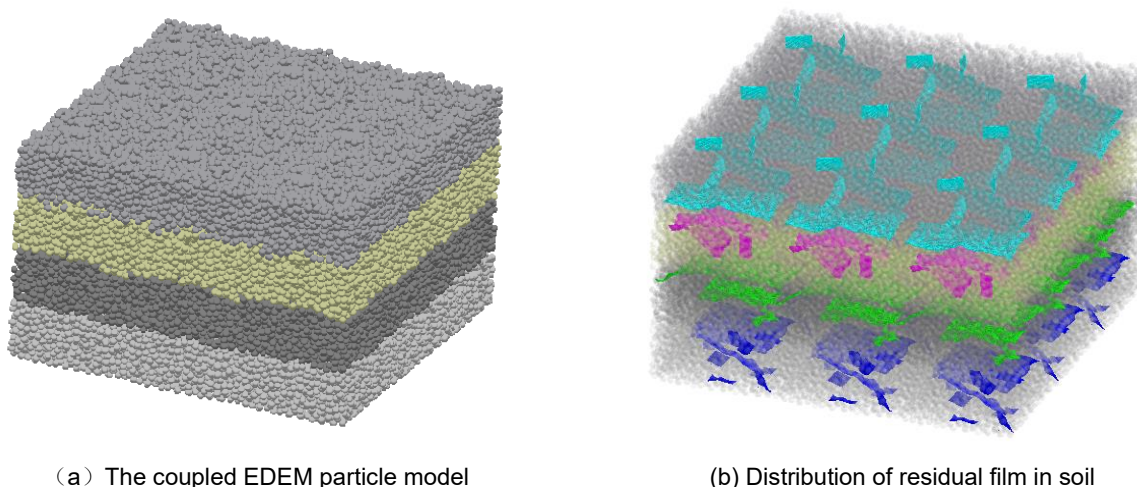 （a）The coupled EDEM particle model
(b) Distribution of residual film in soil